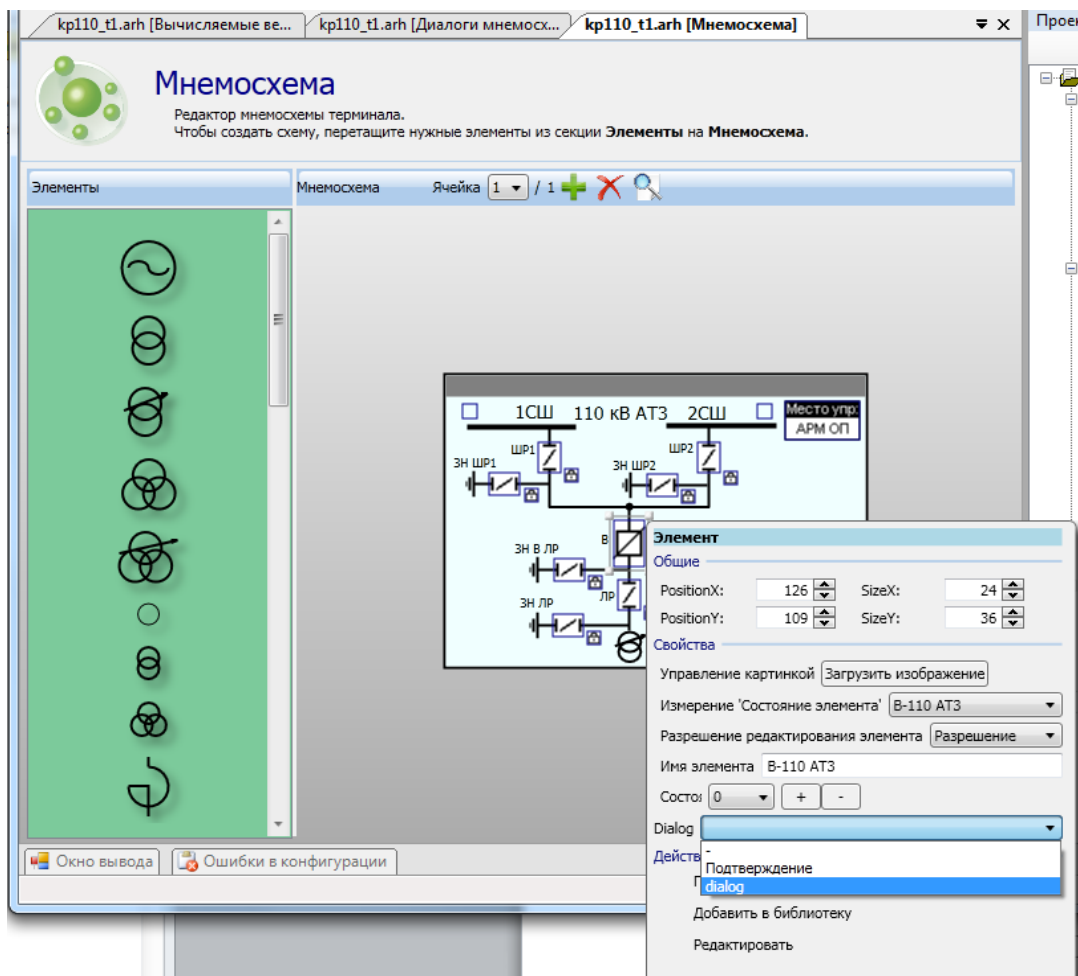 kp110_t1.arh [Вычисляемые ве...
kp110_t1.arh [Диалоги мнемосх...
kp110_t1.arh [Мнемосхема]
Мнемосхема
Редактор мнемосхемы терминала.
Чтобы создать схему, перетащите нужные элементы из секции Элементы на Мнемосхема.
Элементы
Мнемосхема
Ячейка 1 / 1
1СШ 110 кВ АТ3 2СШ
Место упр:
АРМ ОП
ШР1
ШР2
ЗН ШР1
ЗН ШР2
В
ЗН В ЛР
ЛР
ЗН ЛР
Элемент
Общие
PositionX: 126 SizeX: 24
PositionY: 109 SizeY: 36
Свойства
Управление картинкой Загрузить изображение
Измерение 'Состояние элемента' В-110 АТ3
Разрешение редактирования элемента Разрешение
Имя элемента В-110 АТ3
0 + -
Dialog
-
Подтверждение
dialog
Добавить в библиотеку
Редактировать
Окно вывода
Ошибки в конфигурации